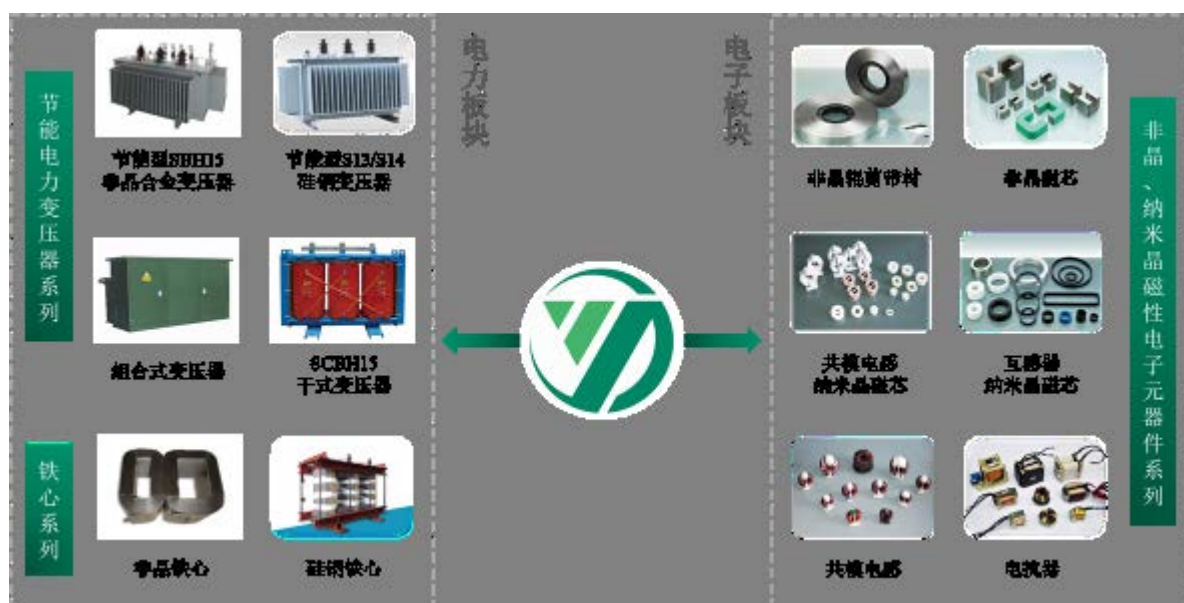 节能电力变压器系列
节能型SBH15
非晶合金变压器
节能型S13/S14
硅钢变压器
组合式变压器
SCBH15
干式变压器
铁心系列
非晶铁心
硅钢铁心
电力板块
电子板块
非晶辊剪带材
非晶磁芯
共模电感
纳米晶磁芯
互感器
纳米晶磁芯
共模电感
电抗器
非晶、纳米晶磁性电子元器件系列